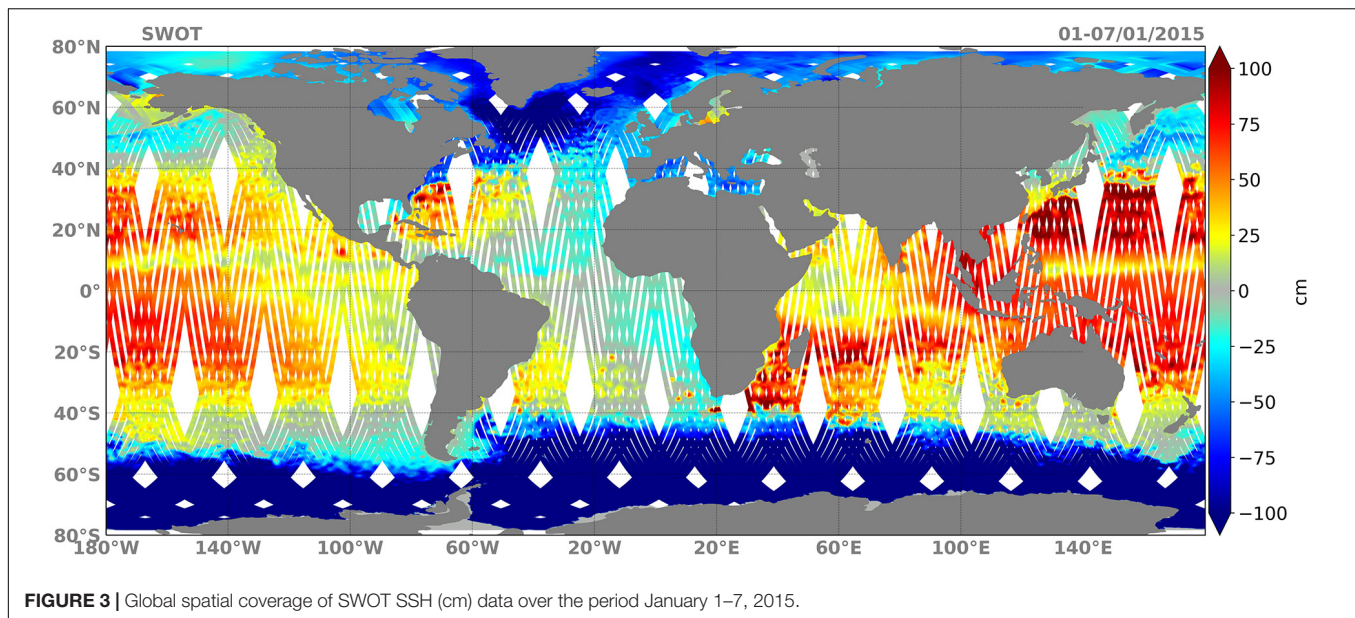 SWOT 01-07/01/2015
80°N
60°N
40°N
20°N
0°
20°S
40°S
60°S
80°S
180°W 140°W 100°W 60°W 20°W 20°E 60°E 100°E 140°E
100
75
50
25
0
−25
−50
−75
−100
cm
FIGURE 3 | Global spatial coverage of SWOT SSH (cm) data over the period January 1–7, 2015.